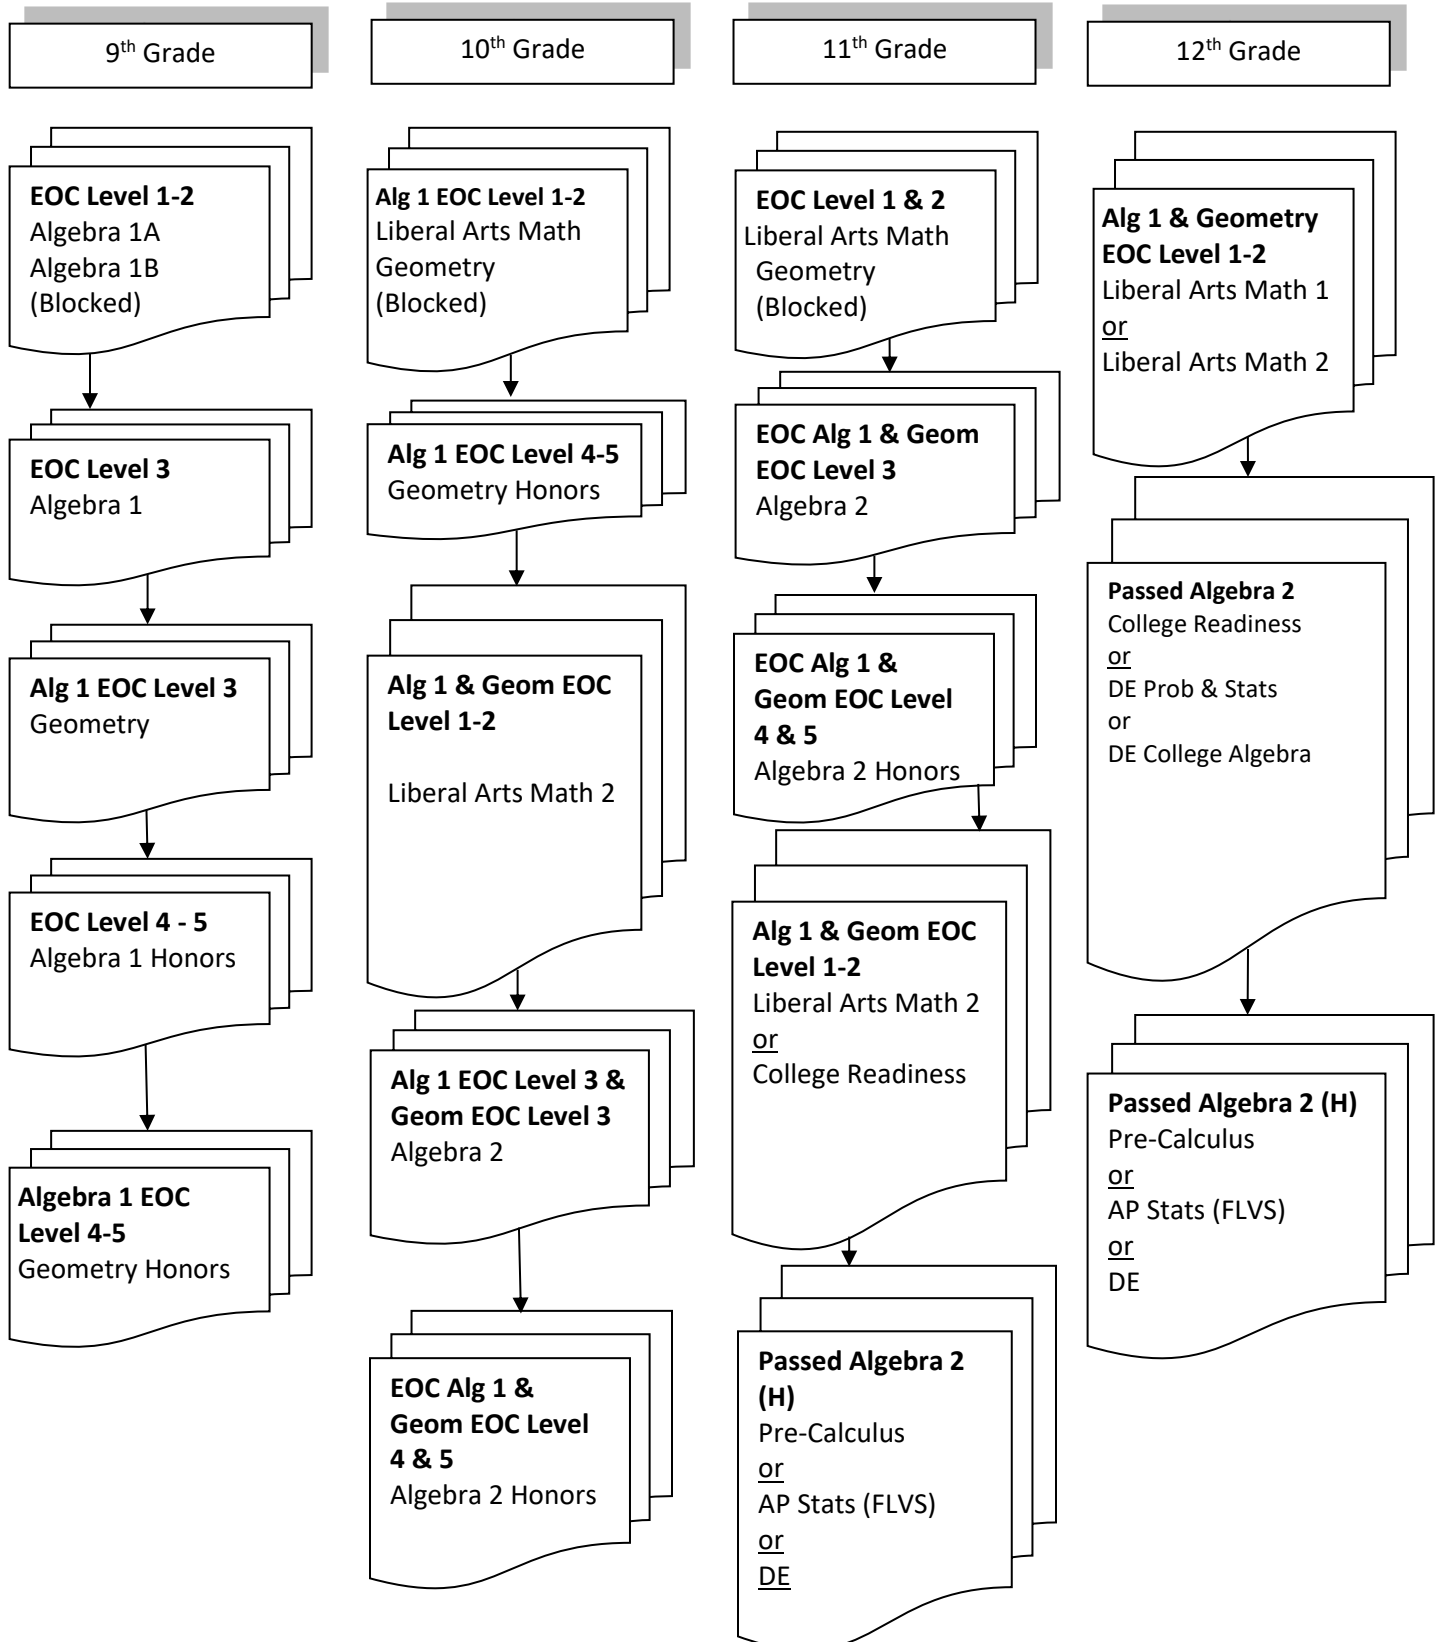 9th Grade
EOC Level 1-2
Algebra 1A
Algebra 1B
(Blocked)
EOC Level 3
Algebra 1
Alg 1 EOC Level 3
Geometry
EOC Level 4 - 5
Algebra 1 Honors
Algebra 1 EOC
Level 4-5
Geometry Honors
10th Grade
Alg 1 EOC Level 1-2
Liberal Arts Math
Geometry
(Blocked)
Alg 1 EOC Level 4-5
Geometry Honors
Alg 1 & Geom EOC
Level 1-2
Liberal Arts Math 2
Alg 1 EOC Level 3 &
Geom EOC Level 3
Algebra 2
EOC Alg 1 &
Geom EOC Level
4 & 5
Algebra 2 Honors
11th Grade
EOC Level 1 & 2
Liberal Arts Math
Geometry
(Blocked)
EOC Alg 1 & Geom
EOC Level 3
Algebra 2
EOC Alg 1 &
Geom EOC Level
4 & 5
Algebra 2 Honors
Alg 1 & Geom EOC
Level 1-2
Liberal Arts Math 2
or
College Readiness
Passed Algebra 2
(H)
Pre-Calculus
or
AP Stats (FLVS)
or
DE
12th Grade
Alg 1 & Geometry
EOC Level 1-2
Liberal Arts Math 1
or
Liberal Arts Math 2
Passed Algebra 2
College Readiness
or
DE Prob & Stats
or
DE College Algebra
Passed Algebra 2 (H)
Pre-Calculus
or
AP Stats (FLVS)
or
DE